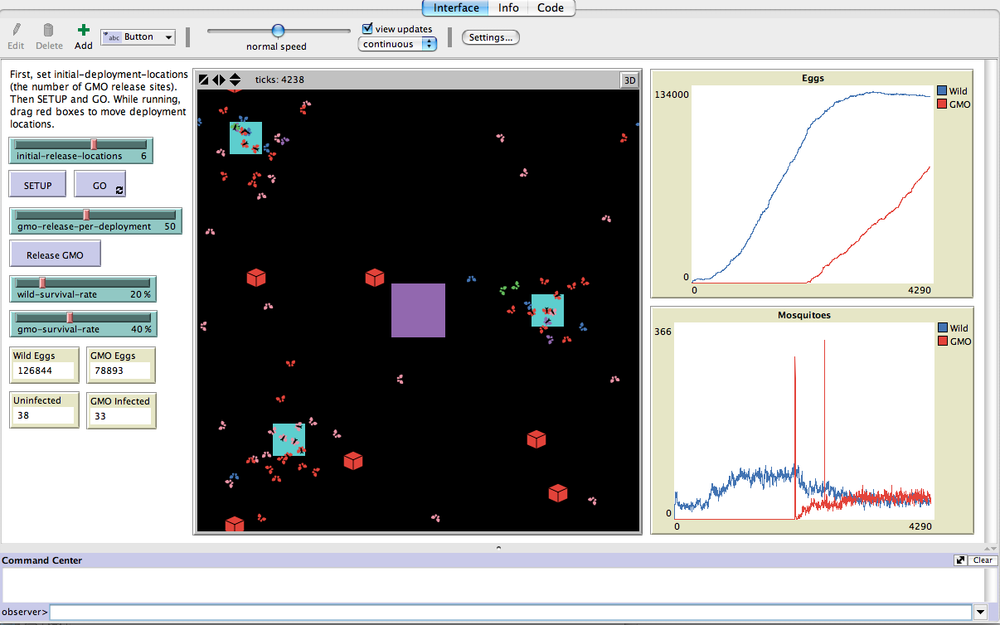 Interface Info Code
Edit Delete Add abc Button normal speed view updates continuous Settings...
First, set initial-deployment-locations
(the number of GMO release sites).
Then SETUP and GO. While running,
drag red boxes to move deployment
locations.
initial-release-locations 6
SETUP GO
gmo-release-per-deployment 50
Release GMO
wild-survival-rate 20 %
gmo-survival-rate 40 %
Wild Eggs GMO Eggs
126844 78893
Uninfected GMO Infected
38 33
ticks: 4238 3D
Eggs
134000
0
0 4290
Wild
GMO
Mosquitoes
366
0
0 4290
Wild
GMO
Command Center Clear
observer>